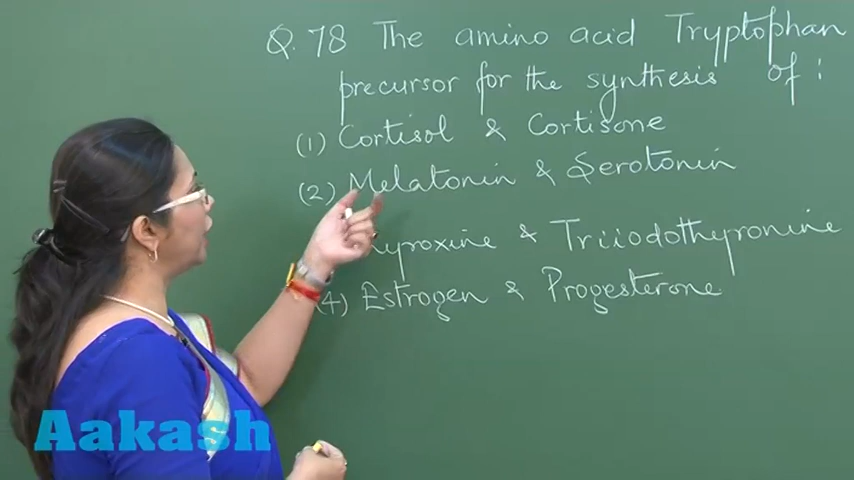 Q. 78 The amino acid Tryptophan
precursor for the synthesis of :
(1) Cortisol & Cortisone
(2) Melatonin & Serotonin
& Triiodothyronine
(4) Estrogen & Progesterone
Aakash